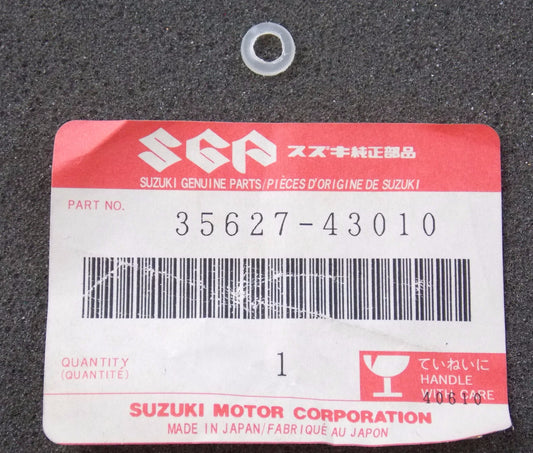 SGP スズキ純正部品
SUZUKI GENUINE PARTS/PIÈCES D'ORIGINE DE SUZUKI
PART NO. 35627-43010
QUANTITY
(QUANTITÉ) 1
ていねいに
HANDLE
WITH CARE
40610
SUZUKI MOTOR CORPORATION
MADE IN JAPAN/FABRIQUÉ AU JAPON